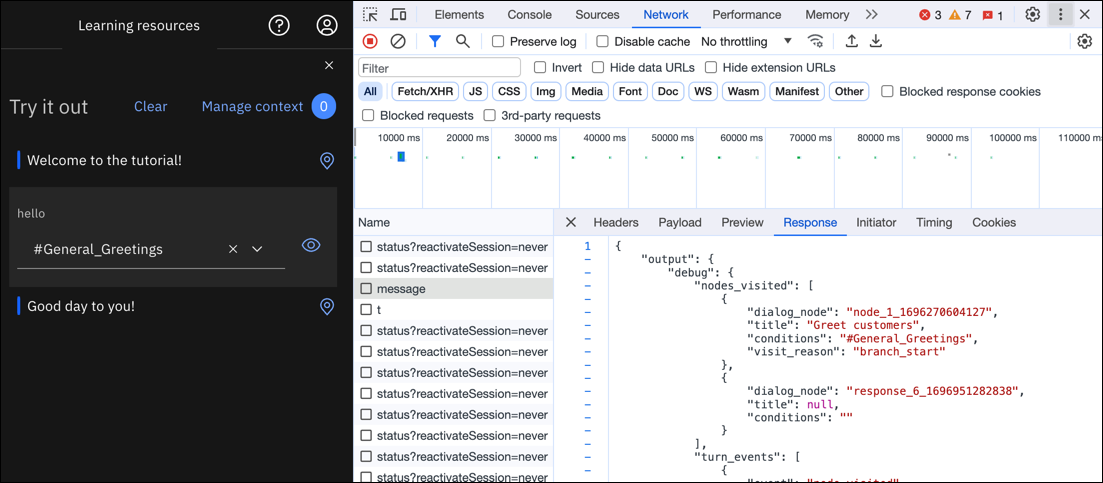 Learning resources
Try it out
Clear
Manage context
0
Welcome to the tutorial!
hello
#General_Greetings
Good day to you!
Elements Console Sources Network Performance Memory 3 7 1
Preserve log Disable cache No throttling
Filter Invert Hide data URLs Hide extension URLs
All Fetch/XHR JS CSS Img Media Font Doc WS Wasm Manifest Other Blocked response cookies
Blocked requests 3rd-party requests
10000 ms 20000 ms 30000 ms 40000 ms 50000 ms 60000 ms 70000 ms 80000 ms 90000 ms 100000 ms 110000 ms
Name
status?reactivateSession=never
status?reactivateSession=never
message
t
status?reactivateSession=never
status?reactivateSession=never
status?reactivateSession=never
status?reactivateSession=never
status?reactivateSession=never
status?reactivateSession=never
status?reactivateSession=never
status?reactivateSession=never
Headers Payload Preview Response Initiator Timing Cookies
1 {
"output": {
"debug": {
"nodes_visited": [
{
"dialog_node": "node_1_1696270604127",
"title": "Greet customers",
"conditions": "#General_Greetings",
"visit_reason": "branch_start"
},
{
"dialog_node": "response_6_1696951282838",
"title": null,
"conditions": ""
}
],
"turn_events": [
{